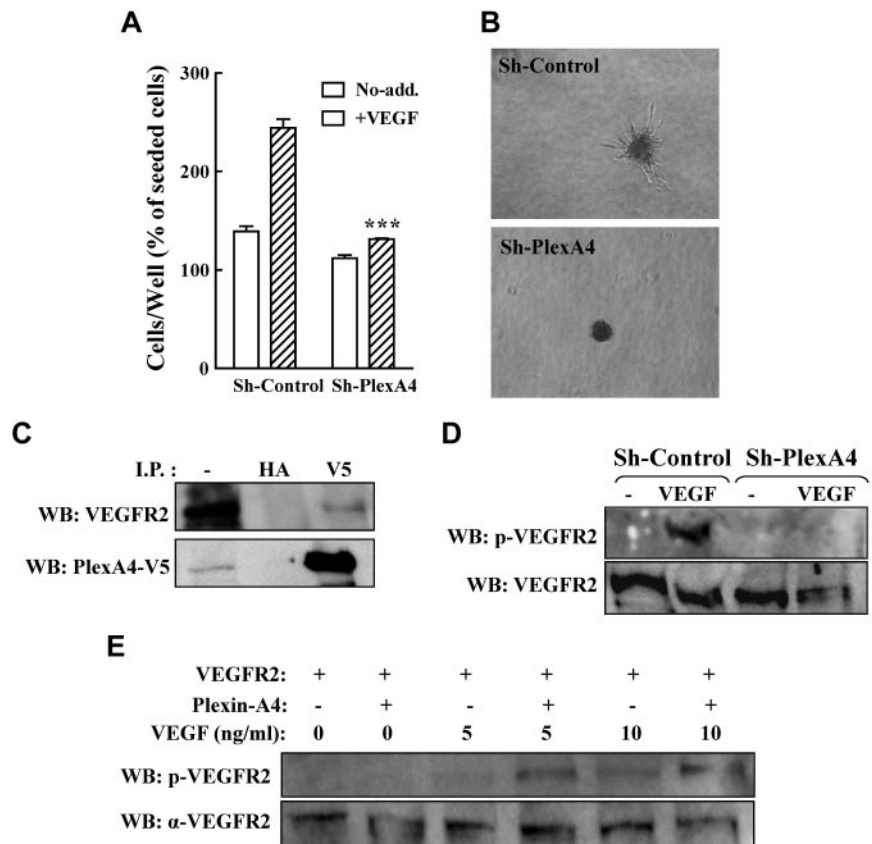 A
Cells/Well (% of seeded cells)
300
200
100
0
No-add.
+VEGF
***
Sh-Control Sh-PlexA4
B
Sh-Control
Sh-PlexA4
C
I.P. : - HA V5
WB: VEGFR2
WB: PlexA4-V5
D
Sh-Control Sh-PlexA4
- VEGF - VEGF
WB: p-VEGFR2
WB: VEGFR2
E
VEGFR2: + + + + + +
Plexin-A4: - + - + - +
VEGF (ng/ml): 0 0 5 5 10 10
WB: p-VEGFR2
WB: α-VEGFR2